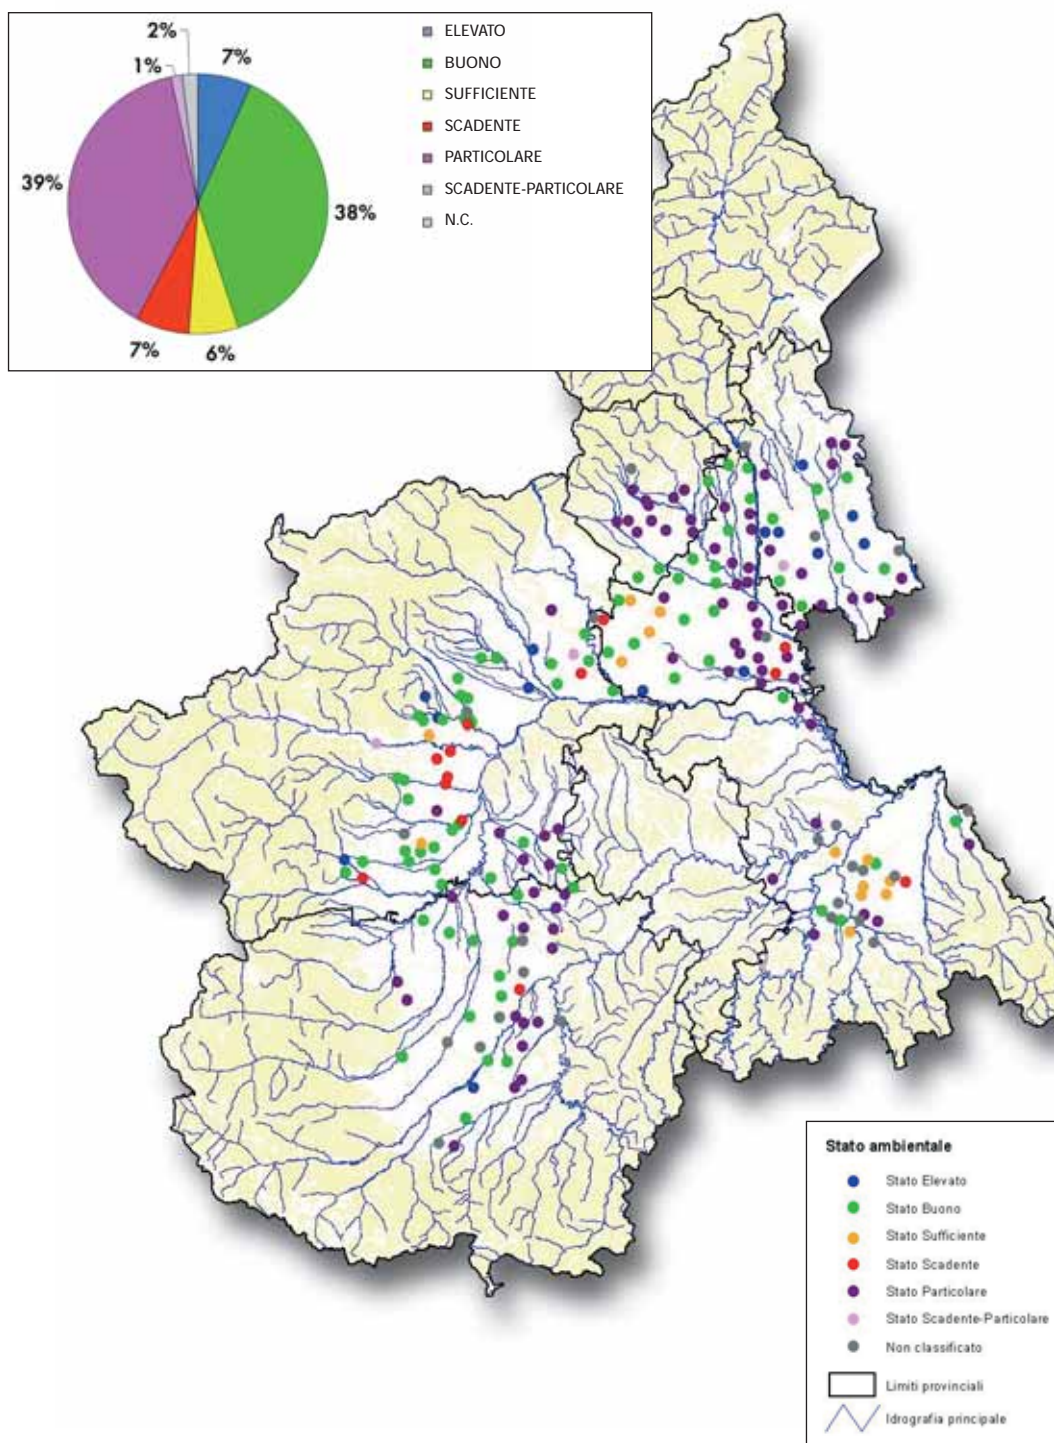 2%
7%
1%
39%
38%
7%
6%
ELEVATO
BUONO
SUFFICIENTE
SCADENTE
PARTICOLARE
SCADENTE-PARTICOLARE
N.C.
Stato ambientale
Stato Elevato
Stato Buono
Stato Sufficiente
Stato Scadente
Stato Particolare
Stato Scadente-Particolare
Non classificato
Limiti provinciali
Idrografia principale